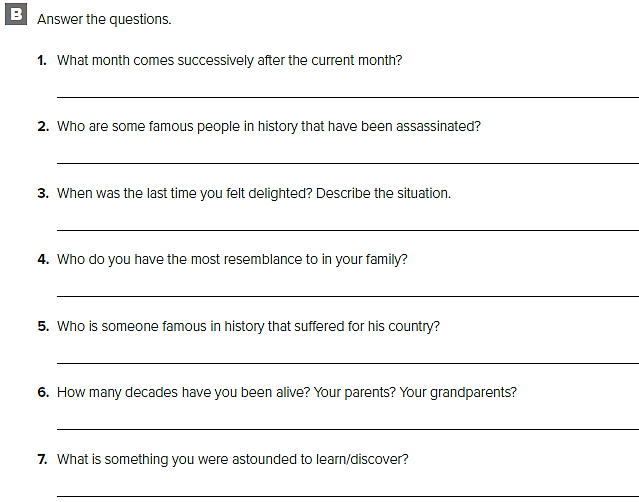 B Answer the questions.
1. What month comes successively after the current month?
2. Who are some famous people in history that have been assassinated?
3. When was the last time you felt delighted? Describe the situation.
4. Who do you have the most resemblance to in your family?
5. Who is someone famous in history that suffered for his country?
6. How many decades have you been alive? Your parents? Your grandparents?
7. What is something you were astounded to learn/discover?